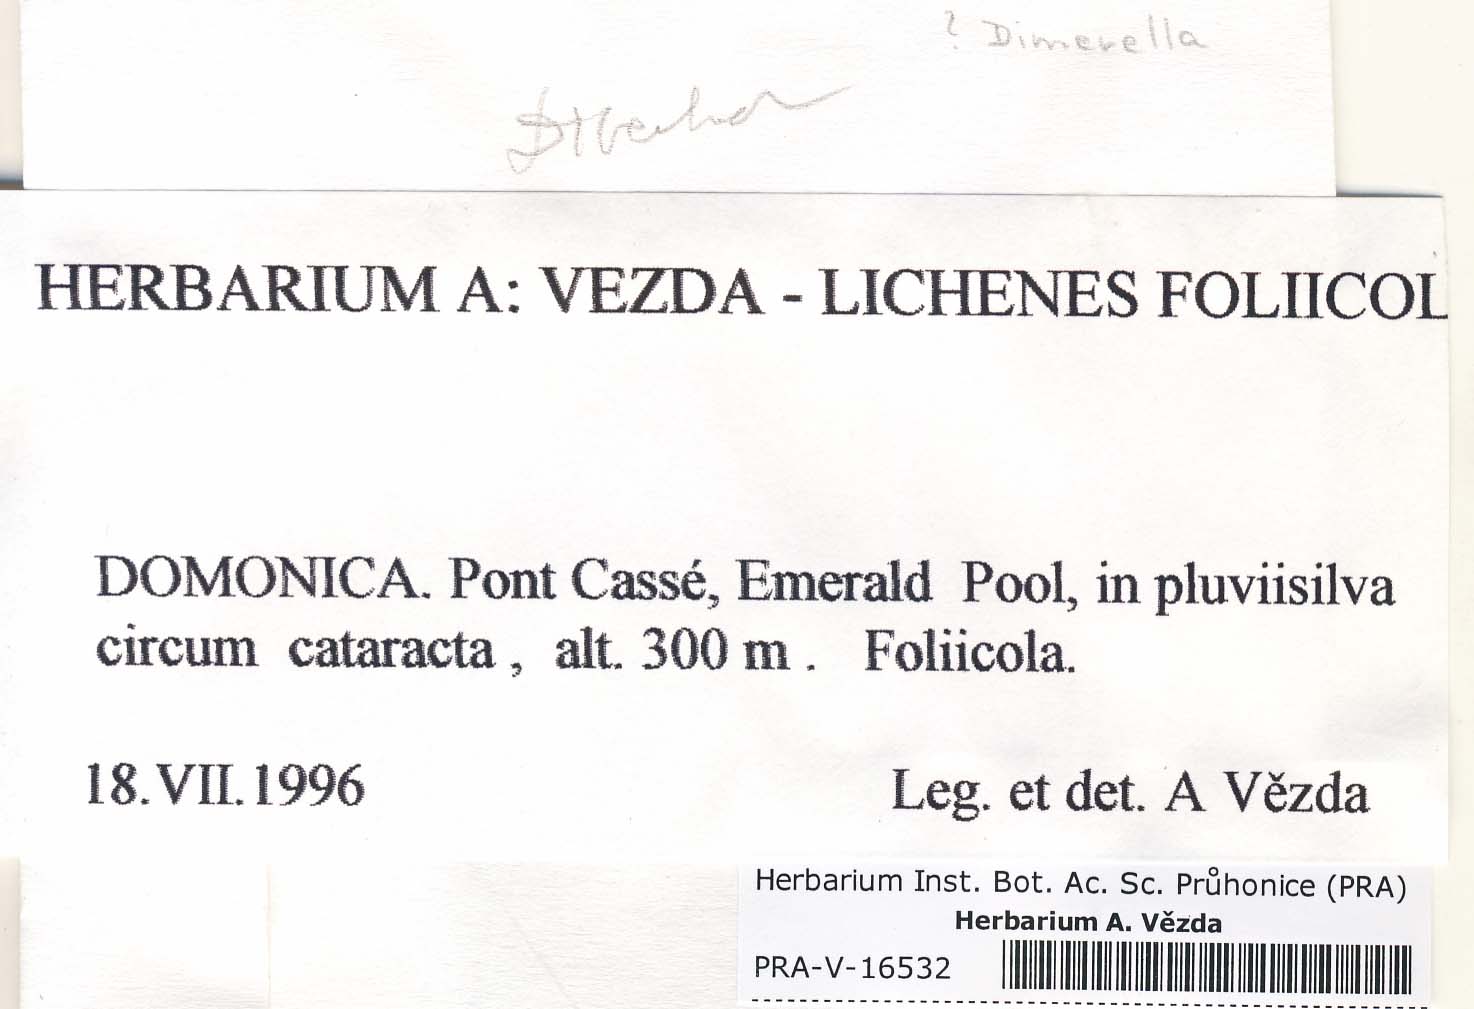 ? Dimerella
HERBARIUM A: VEZDA - LICHENES FOLIICOL
DOMONICA. Pont Cassé, Emerald Pool, in pluviisilva
circum cataracta , alt. 300 m . Foliicola.
18.VII.1996
Leg. et det. A Vězda
Herbarium Inst. Bot. Ac. Sc. Průhonice (PRA)
Herbarium A. Vězda
PRA-V-16532